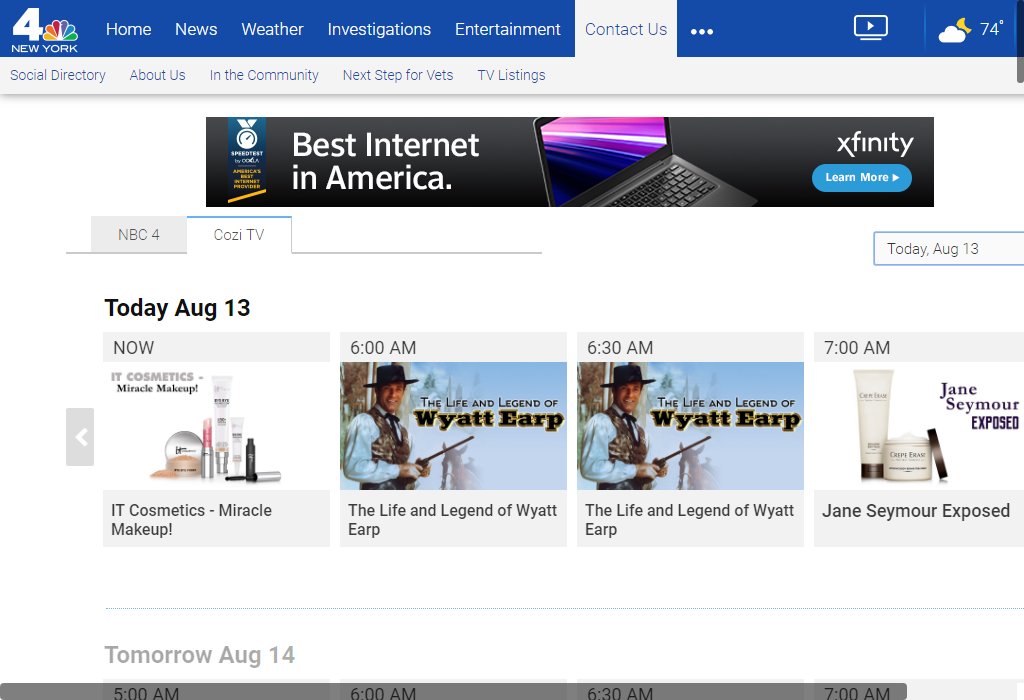 4
NEW YORK
Home
News
Weather
Investigations
Entertainment
Contact Us
74°
Social Directory
About Us
In the Community
Next Step for Vets
TV Listings
SPEEDTEST
by OOKLA
AMERICA'S
BEST
INTERNET
PROVIDER
Best Internet
in America.
xfinity
Learn More
NBC 4
Cozi TV
Today, Aug 13
Today Aug 13
NOW
IT COSMETICS -
Miracle Makeup!
IT Cosmetics - Miracle
Makeup!
6:00 AM
THE LIFE AND LEGEND OF
Wyatt Earp
The Life and Legend of Wyatt
Earp
6:30 AM
THE LIFE AND LEGEND OF
Wyatt Earp
The Life and Legend of Wyatt
Earp
7:00 AM
Jane
Seymour
EXPOSED
CREPE ERASE
CREPE ERASE
Jane Seymour Exposed
Tomorrow Aug 14
5:00 AM
6:00 AM
6:30 AM
7:00 AM